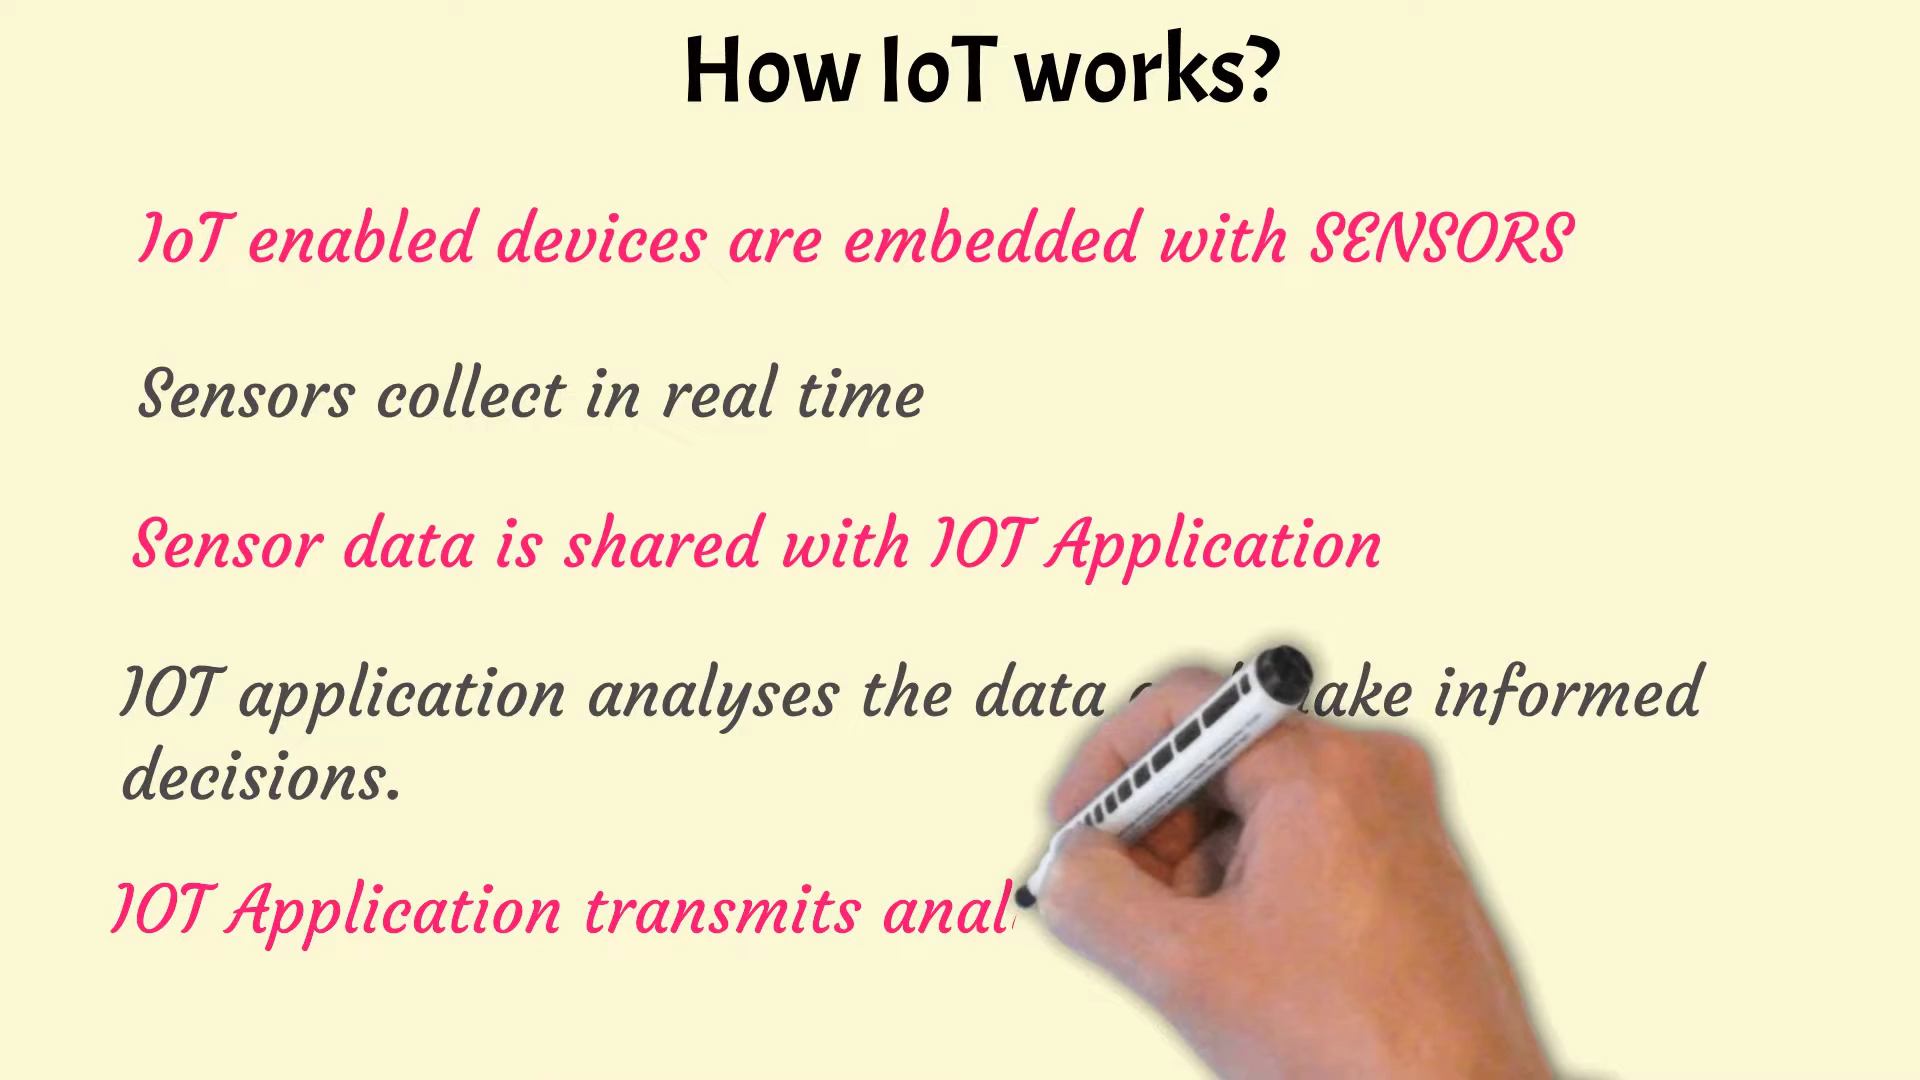 How IoT works?
IoT enabled devices are embedded with SENSORS
Sensors collect in real time
Sensor data is shared with IOT Application
IOT application analyses the data informed
decisions.
IOT Application transmits